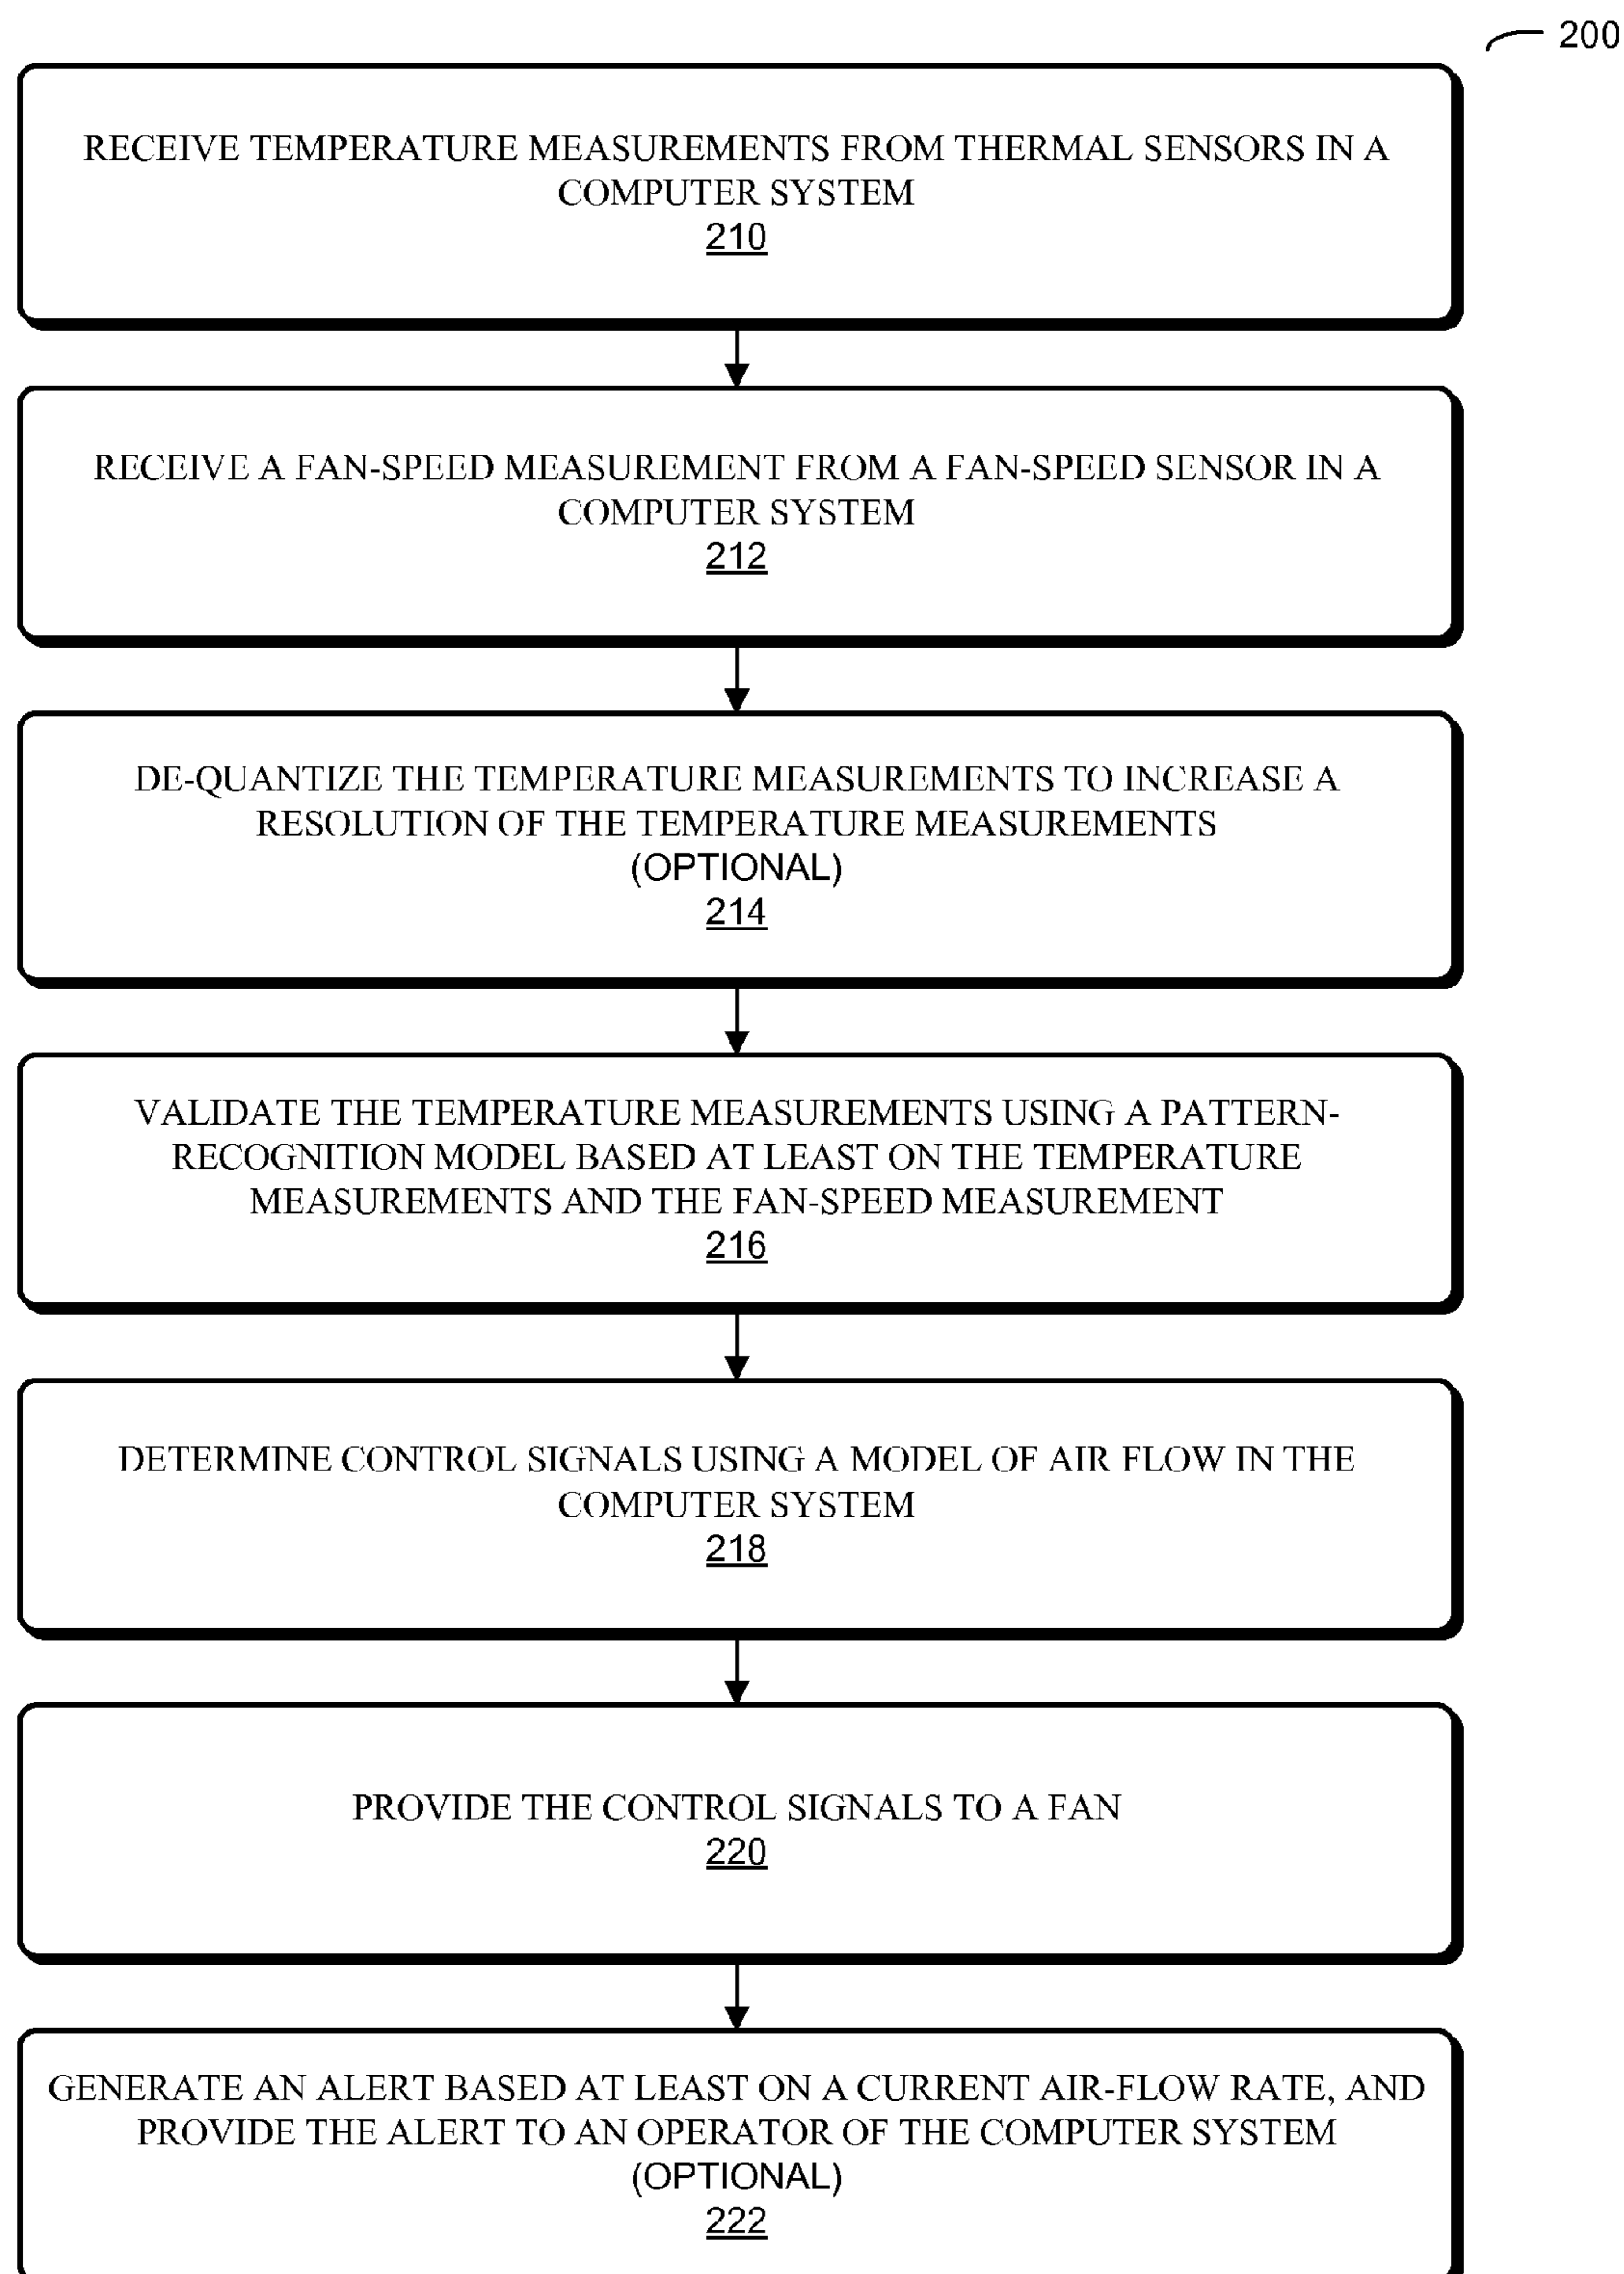 200
RECEIVE TEMPERATURE MEASUREMENTS FROM THERMAL SENSORS IN A
COMPUTER SYSTEM
210
RECEIVE A FAN-SPEED MEASUREMENT FROM A FAN-SPEED SENSOR IN A
COMPUTER SYSTEM
212
DE-QUANTIZE THE TEMPERATURE MEASUREMENTS TO INCREASE A
RESOLUTION OF THE TEMPERATURE MEASUREMENTS
(OPTIONAL)
214
VALIDATE THE TEMPERATURE MEASUREMENTS USING A PATTERN-
RECOGNITION MODEL BASED AT LEAST ON THE TEMPERATURE
MEASUREMENTS AND THE FAN-SPEED MEASUREMENT
216
DETERMINE CONTROL SIGNALS USING A MODEL OF AIR FLOW IN THE
COMPUTER SYSTEM
218
PROVIDE THE CONTROL SIGNALS TO A FAN
220
GENERATE AN ALERT BASED AT LEAST ON A CURRENT AIR-FLOW RATE, AND
PROVIDE THE ALERT TO AN OPERATOR OF THE COMPUTER SYSTEM
(OPTIONAL)
222